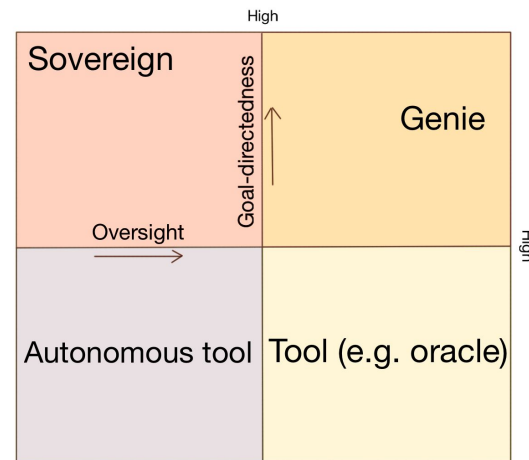 High
Sovereign
Goal-directedness
Genie
Oversight
High
Autonomous tool
Tool (e.g. oracle)